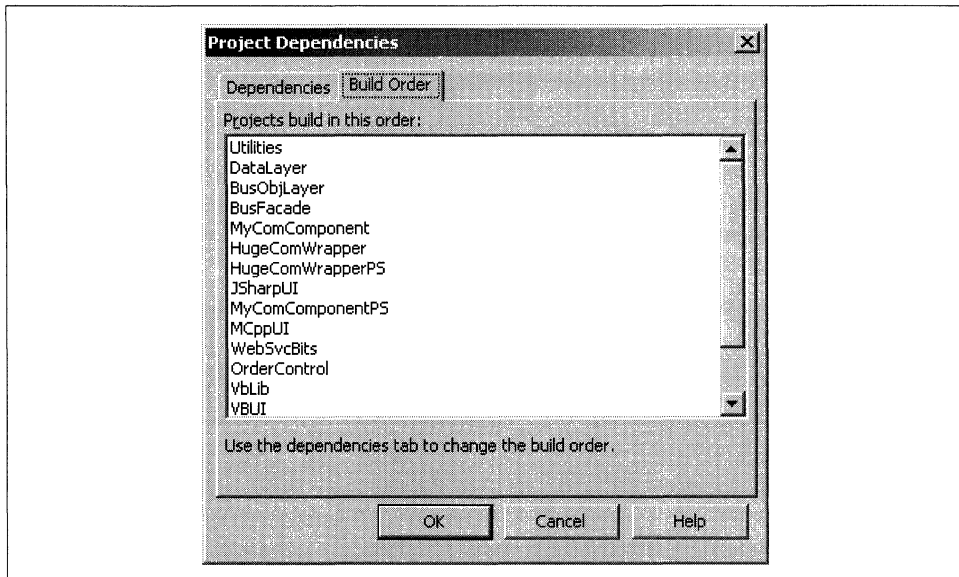 Project Dependencies
Dependencies Build Order
Projects build in this order:
Utilities
DataLayer
BusObjLayer
BusFacade
MyComComponent
HugeComWrapper
HugeComWrapperPS
JSharpUI
MyComComponentPS
MCppUI
WebSvcBits
OrderControl
VbLib
VBUI
Use the dependencies tab to change the build order.
OK Cancel Help